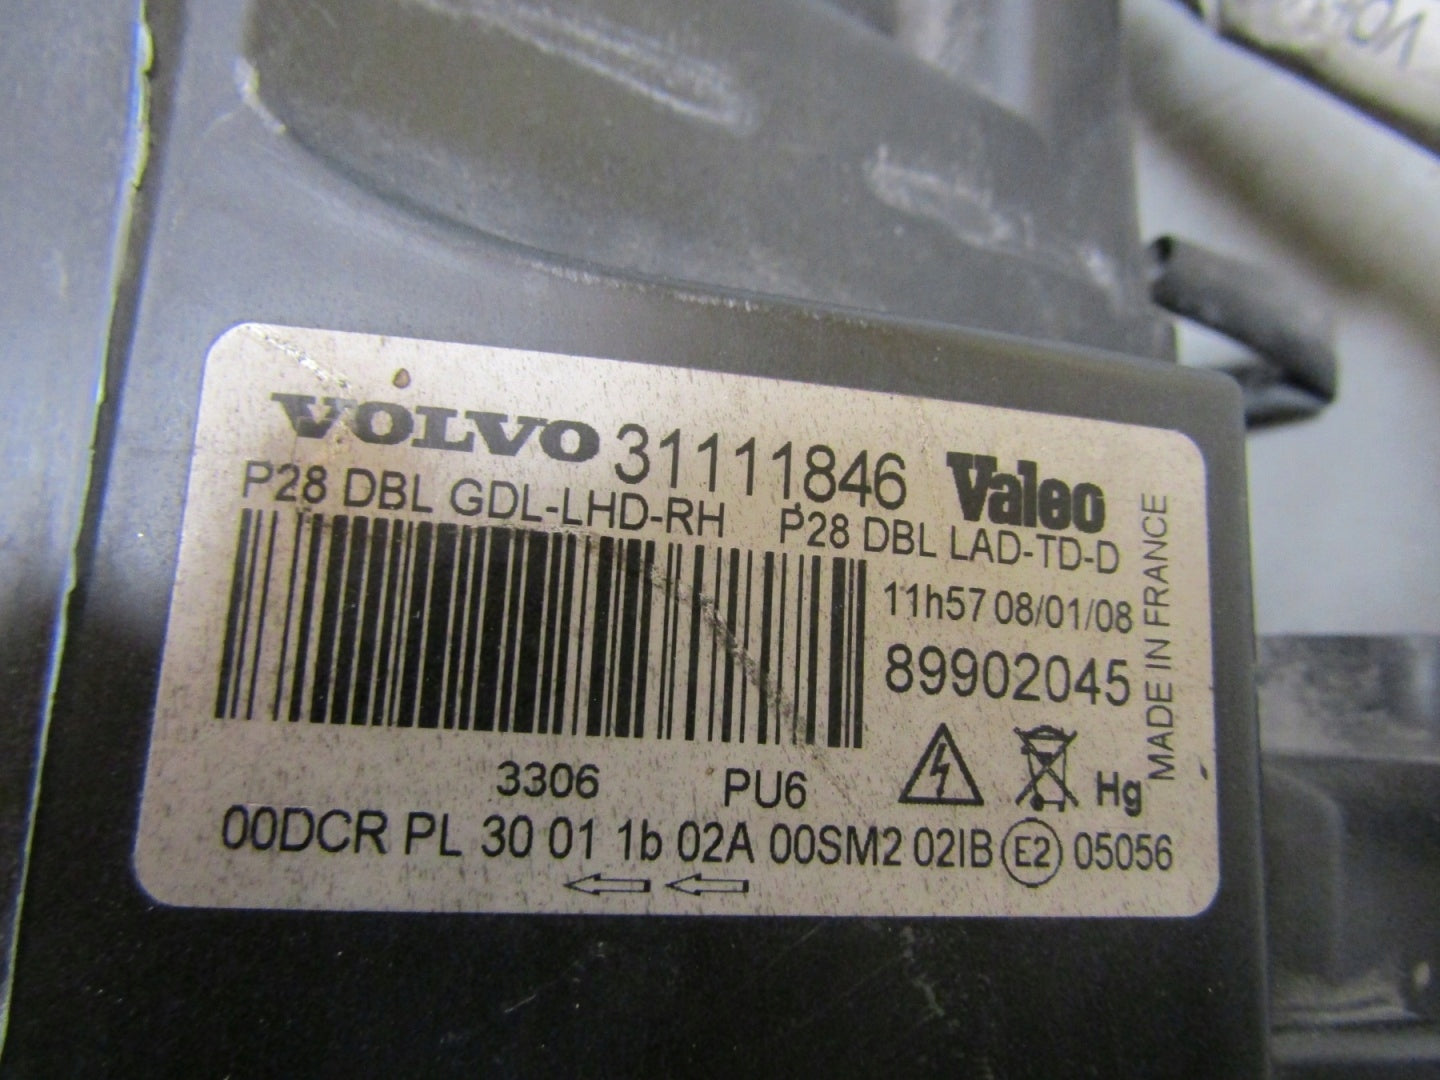 VOLVO 31111846 Valeo
P28 DBL GDL-LHD-RH P28 DBL LAD-TD-D
11h57 08/01/08
89902045
MADE IN FRANCE
Hg
3306 PU6
00DCR PL 30 01 1b 02A 00SM2 02IB E2 05056